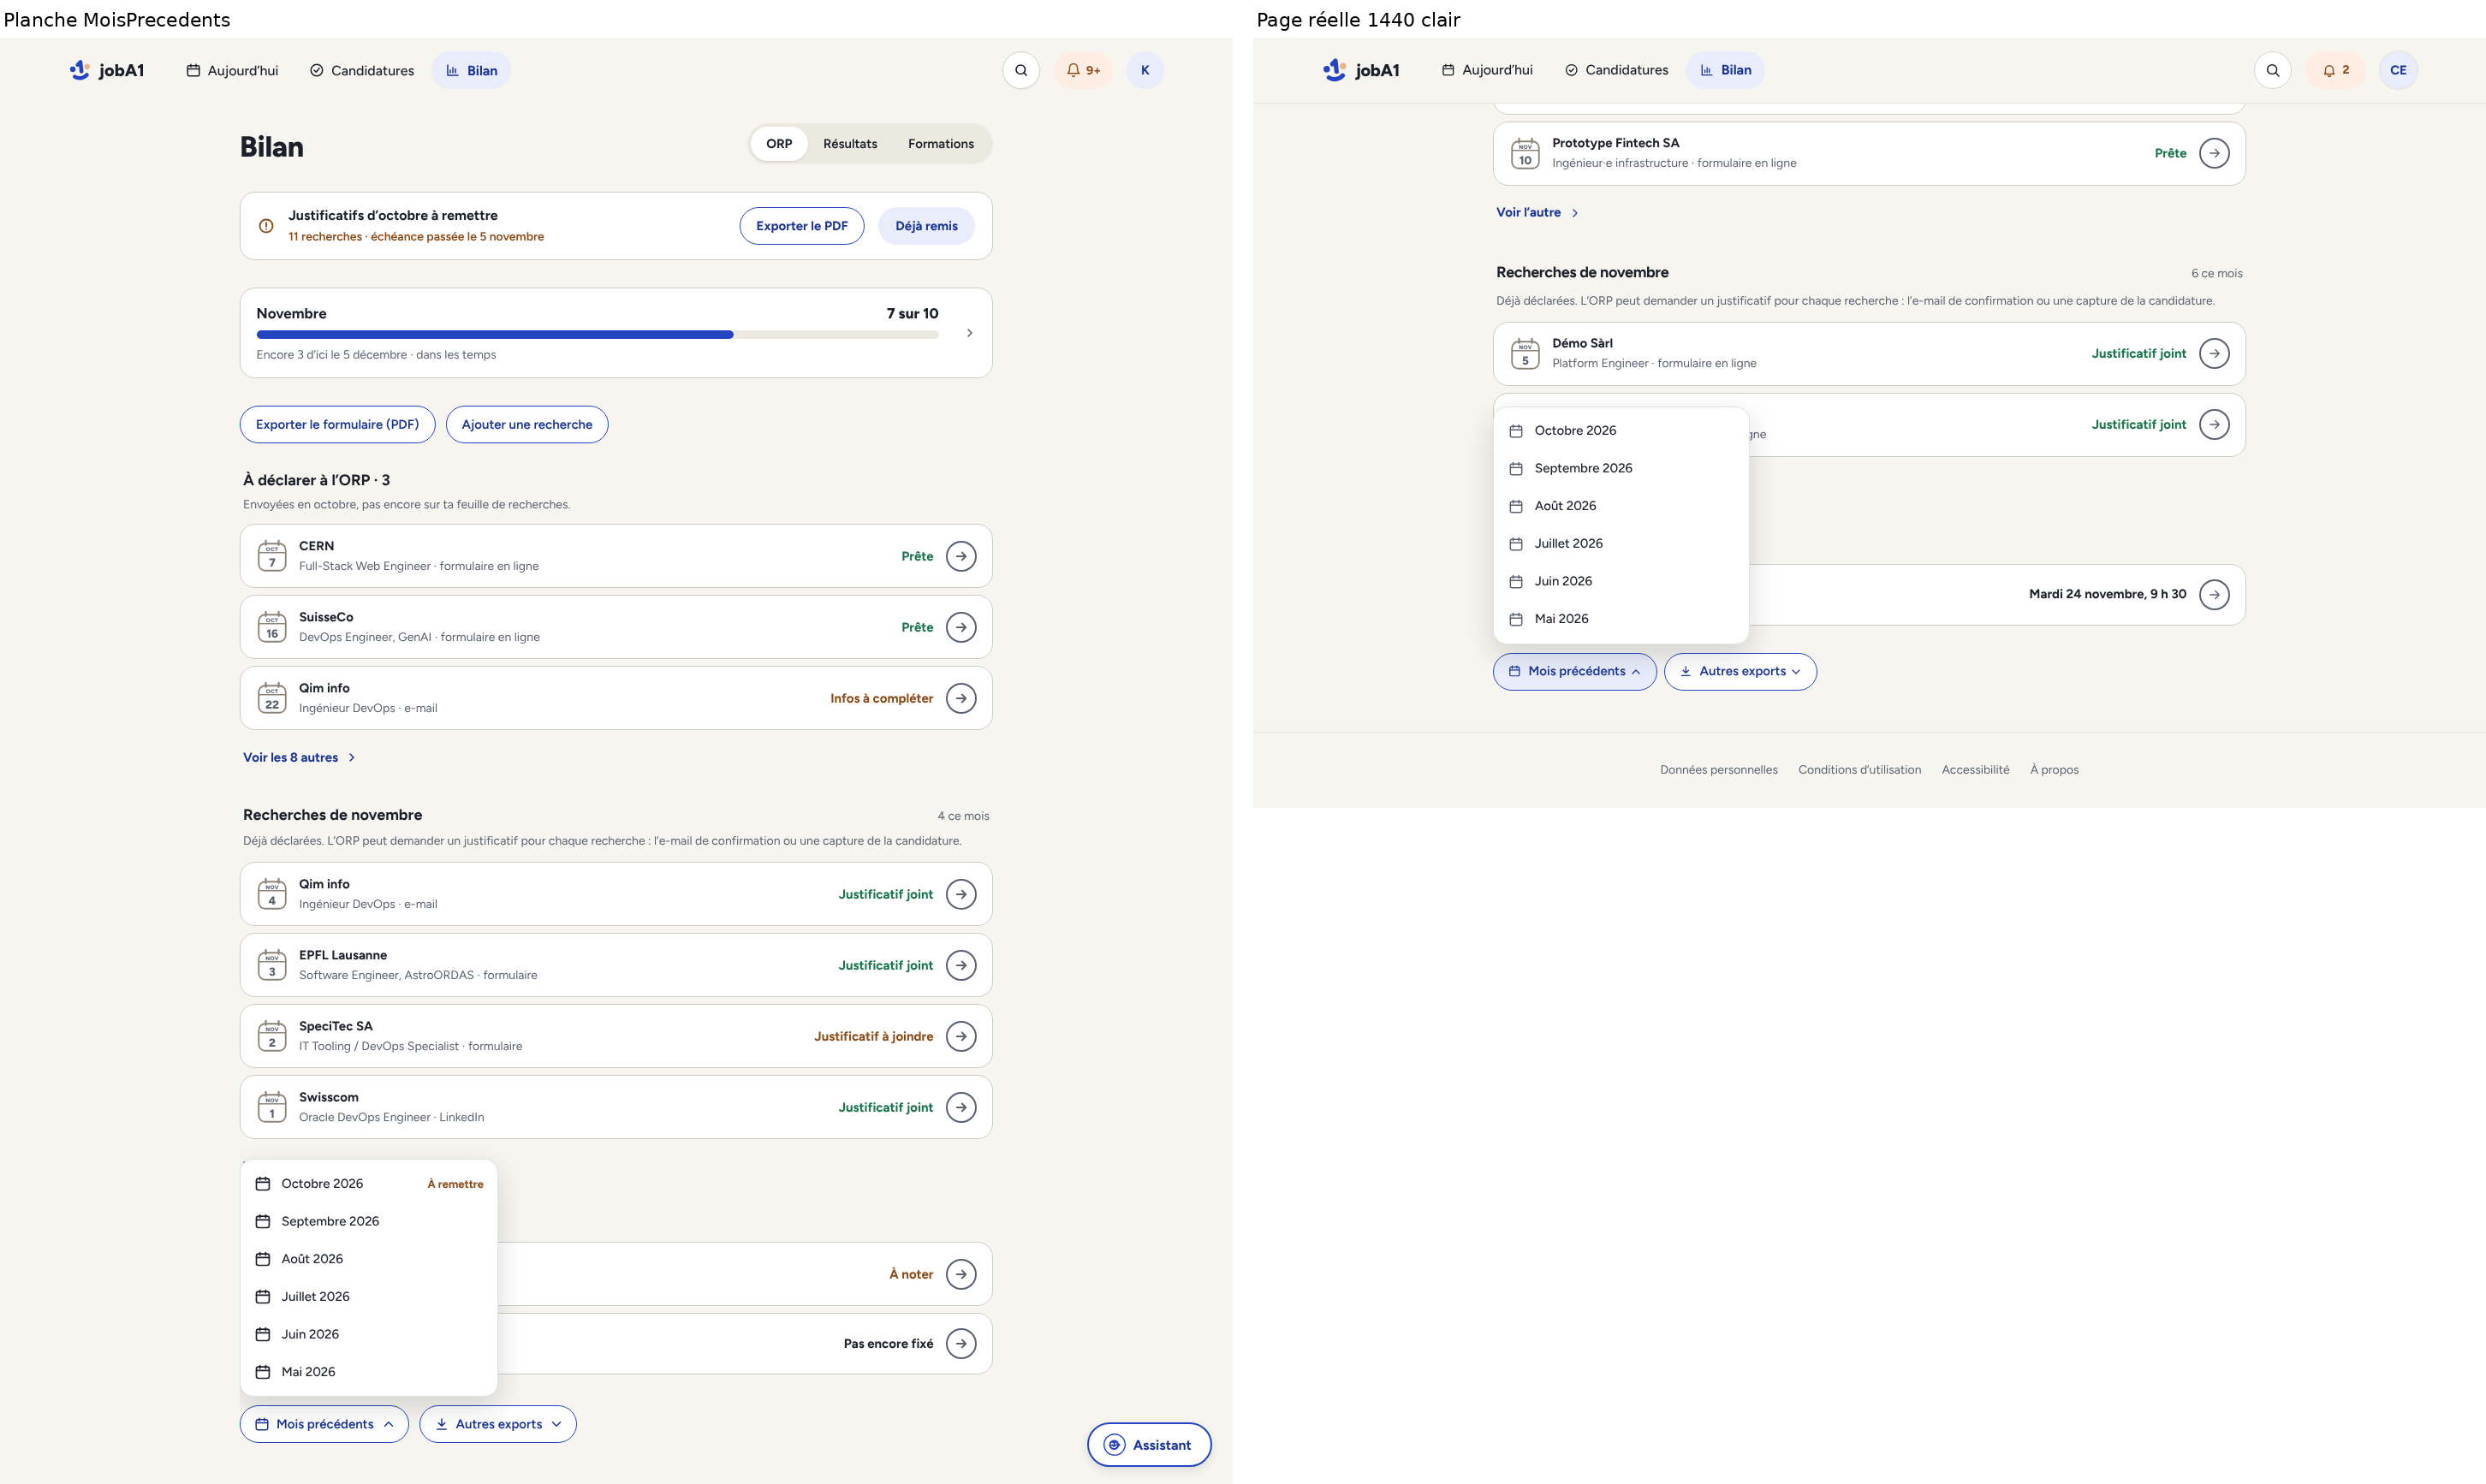 Planche MoisPrecedents
jobA1
Aujourd'hui
Candidatures
Bilan
9+
K
Bilan
ORP
Résultats
Formations
Justificatifs d'octobre à remettre
11 recherches · échéance passée le 5 novembre
Exporter le PDF
Déjà remis
Novembre
7 sur 10
Encore 3 d'ici le 5 décembre · dans les temps
Exporter le formulaire (PDF)
Ajouter une recherche
À déclarer à l'ORP · 3
Envoyées en octobre, pas encore sur ta feuille de recherches.
OCT
7
CERN
Full-Stack Web Engineer · formulaire en ligne
Prête
OCT
16
SuisseCo
DevOps Engineer, GenAI · formulaire en ligne
Prête
OCT
22
Qim info
Ingénieur DevOps · e-mail
Infos à compléter
Voir les 8 autres
Recherches de novembre
4 ce mois
Déjà déclarées. L'ORP peut demander un justificatif pour chaque recherche : l'e-mail de confirmation ou une capture de la candidature.
NOV
4
Qim info
Ingénieur DevOps · e-mail
Justificatif joint
NOV
3
EPFL Lausanne
Software Engineer, AstroORDAS · formulaire
Justificatif joint
NOV
2
SpeciTec SA
IT Tooling / DevOps Specialist · formulaire
Justificatif à joindre
NOV
1
Swisscom
Oracle DevOps Engineer · LinkedIn
Justificatif joint
Octobre 2026
À remettre
Septembre 2026
Août 2026
Juillet 2026
Juin 2026
Mai 2026
À noter
Pas encore fixé
Mois précédents
Autres exports
Assistant
Page réelle 1440 clair
jobA1
Aujourd'hui
Candidatures
Bilan
2
CE
NOV
10
Prototype Fintech SA
Ingénieur·e infrastructure · formulaire en ligne
Prête
Voir l'autre
Recherches de novembre
6 ce mois
Déjà déclarées. L'ORP peut demander un justificatif pour chaque recherche : l'e-mail de confirmation ou une capture de la candidature.
NOV
5
Démo Sàrl
Platform Engineer · formulaire en ligne
Justificatif joint
gne
Justificatif joint
Octobre 2026
Septembre 2026
Août 2026
Juillet 2026
Juin 2026
Mai 2026
Mardi 24 novembre, 9 h 30
Mois précédents
Autres exports
Données personnelles
Conditions d'utilisation
Accessibilité
À propos